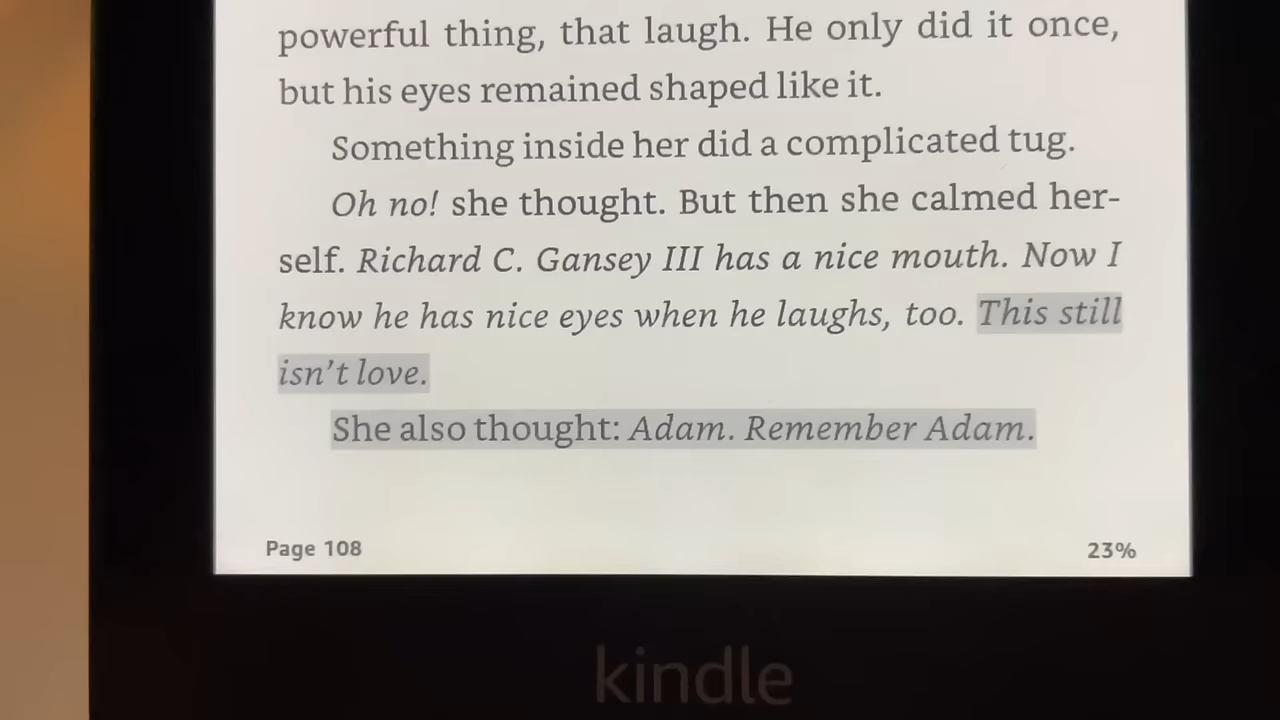 powerful thing, that laugh. He only did it once,
but his eyes remained shaped like it.
Something inside her did a complicated tug.
Oh no! she thought. But then she calmed her-
self. Richard C. Gansey III has a nice mouth. Now I
know he has nice eyes when he laughs, too. This still
isn't love.
She also thought: Adam. Remember Adam.
Page 108 23%
kindle